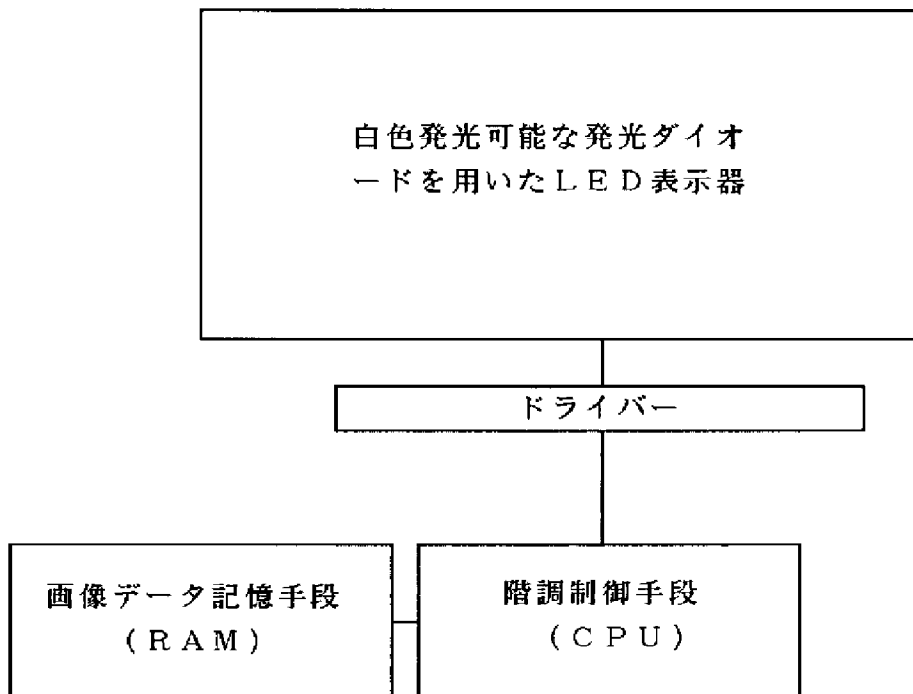 白色発光可能な発光ダイオ
ードを用いたLED表示器
ドライバー
画像データ記憶手段
(RAM)
階調制御手段
(CPU)